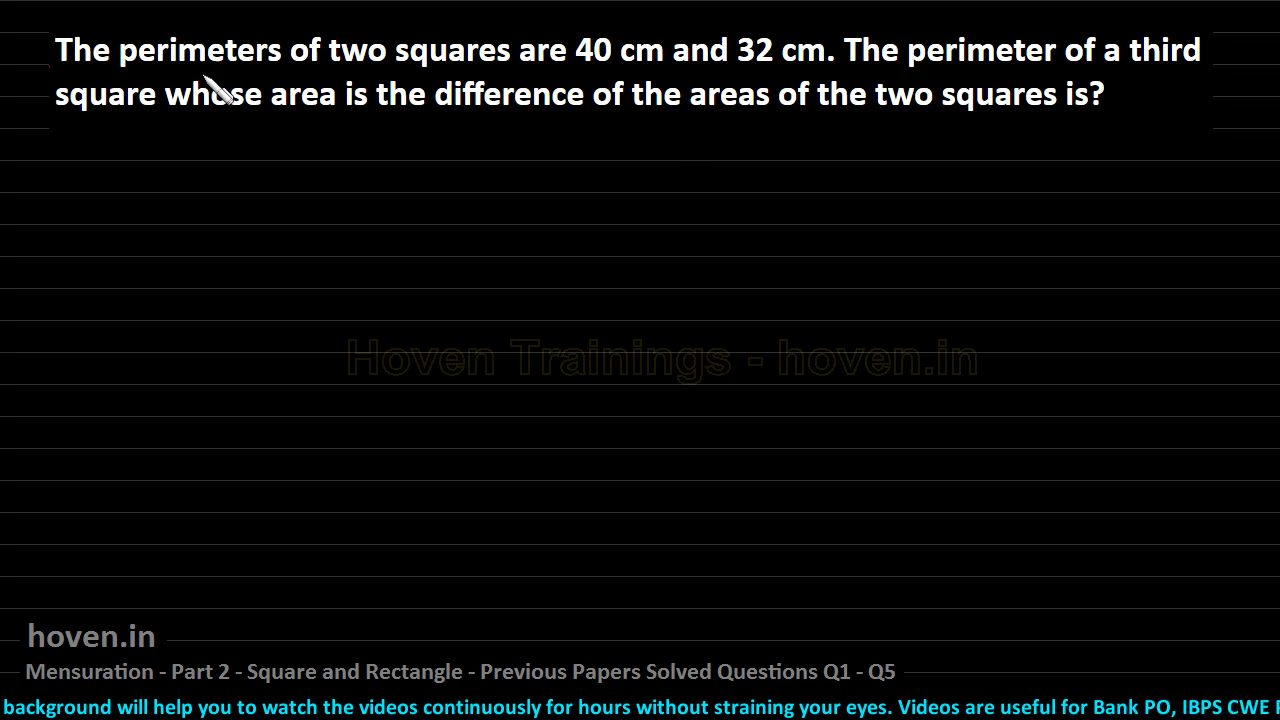 The perimeters of two squares are 40 cm and 32 cm. The perimeter of a third
square whose area is the difference of the areas of the two squares is?
Hoven Trainings - hoven.in
hoven.in
Mensuration - Part 2 - Square and Rectangle - Previous Papers Solved Questions Q1 - Q5
background will help you to watch the videos continuously for hours without straining your eyes. Videos are useful for Bank PO, IBPS CWE